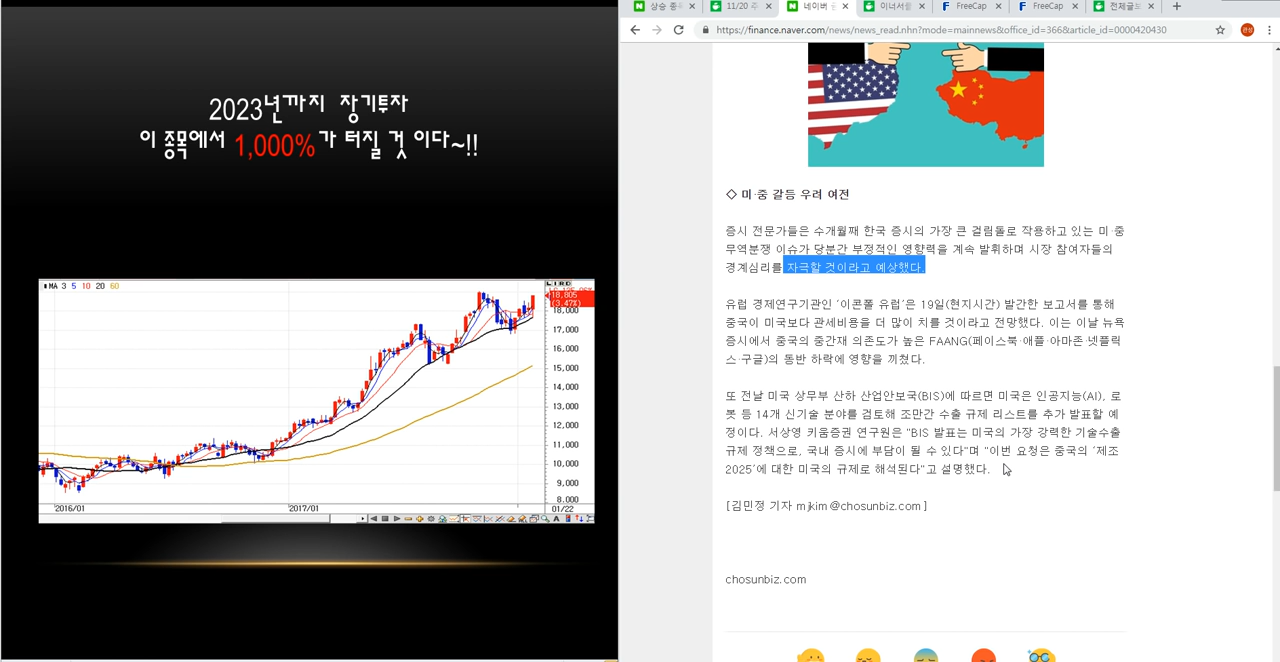 2023년까지 장기투자
이 종목에서 1,000%가 터질 것 이다~!!
MA 3 5 10 20 60
18,805
(3.47%)
18,000
17,000
16,000
15,000
14,000
13,000
12,000
11,000
10,000
9,000
8,000
2016/01
2017/01
01/22
상승 종
11/20 주
네이버 금
이너서클
FreeCap
FreeCap
전체글보
https://finance.naver.com/news/news_read.nhn?mode=mainnews&office_id=366&article_id=0000420430
◇ 미·중 갈등 우려 여전
증시 전문가들은 수개월째 한국 증시의 가장 큰 걸림돌로 작용하고 있는 미·중
무역분쟁 이슈가 당분간 부정적인 영향력을 계속 발휘하며 시장 참여자들의
경계심리를 자극할 것이라고 예상했다.
유럽 경제연구기관인 ‘이콘폴 유럽’은 19일(현지시간) 발간한 보고서를 통해
중국이 미국보다 관세비용을 더 많이 치를 것이라고 전망했다. 이는 이날 뉴욕
증시에서 중국의 중간재 의존도가 높은 FAANG(페이스북·애플·아마존·넷플릭
스·구글)의 동반 하락에 영향을 끼쳤다.
또 전날 미국 상무부 산하 산업안보국(BIS)에 따르면 미국은 인공지능(AI), 로
봇 등 14개 신기술 분야를 검토해 조만간 수출 규제 리스트를 추가 발표할 예
정이다. 서상영 키움증권 연구원은 "BIS 발표는 미국의 가장 강력한 기술수출
규제 정책으로, 국내 증시에 부담이 될 수 있다"며 "이번 요청은 중국의 ‘제조
2025’에 대한 미국의 규제로 해석된다"고 설명했다.
[김민정 기자 mjkim@chosunbiz.com]
chosunbiz.com